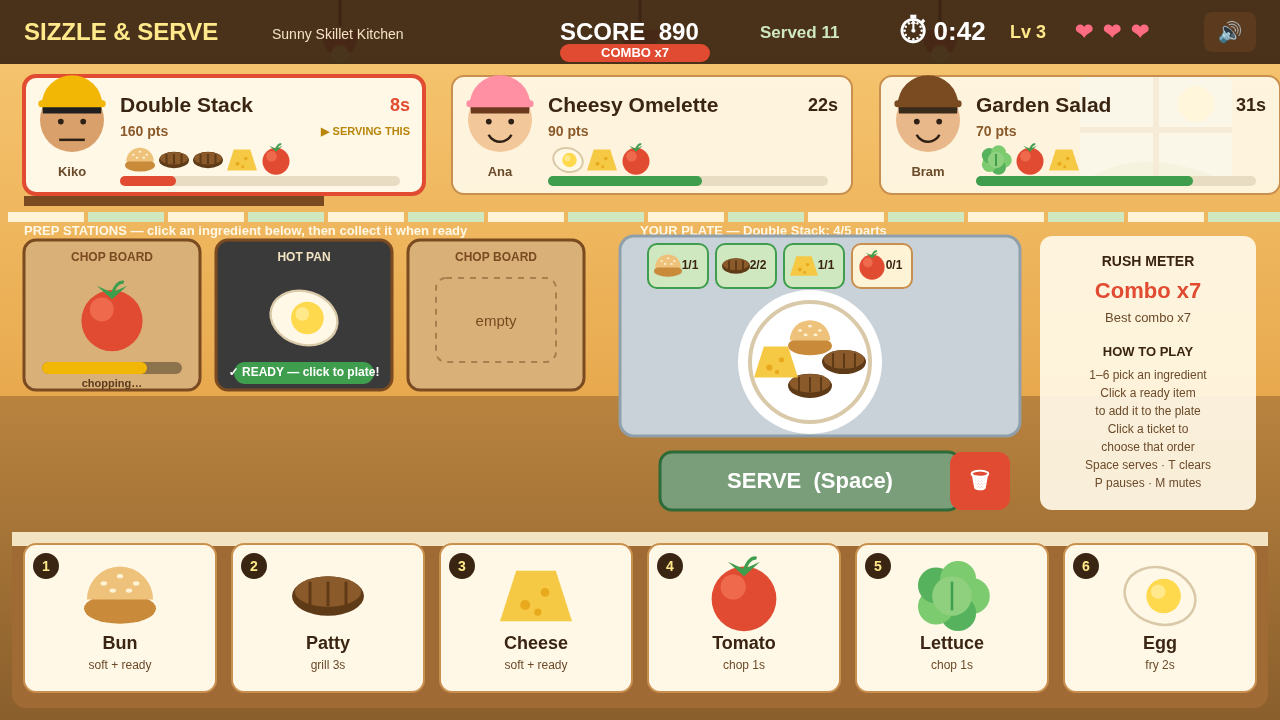 SIZZLE & SERVE
Sunny Skillet Kitchen
SCORE 890
COMBO x7
Served 11
0:42
Lv 3
Double Stack
8s
160 pts
▶ SERVING THIS
Kiko
Cheesy Omelette
22s
90 pts
Ana
Garden Salad
31s
70 pts
Bram
PREP STATIONS — click an ingredient below, then collect it when ready
CHOP BOARD
chopping…
HOT PAN
✓ READY — click to plate!
CHOP BOARD
empty
YOUR PLATE — Double Stack: 4/5 parts
1/1
2/2
1/1
0/1
SERVE (Space)
RUSH METER
Combo x7
Best combo x7
HOW TO PLAY
1–6 pick an ingredient
Click a ready item
to add it to the plate
Click a ticket to
choose that order
Space serves · T clears
P pauses · M mutes
1
Bun
soft + ready
2
Patty
grill 3s
3
Cheese
soft + ready
4
Tomato
chop 1s
5
Lettuce
chop 1s
6
Egg
fry 2s